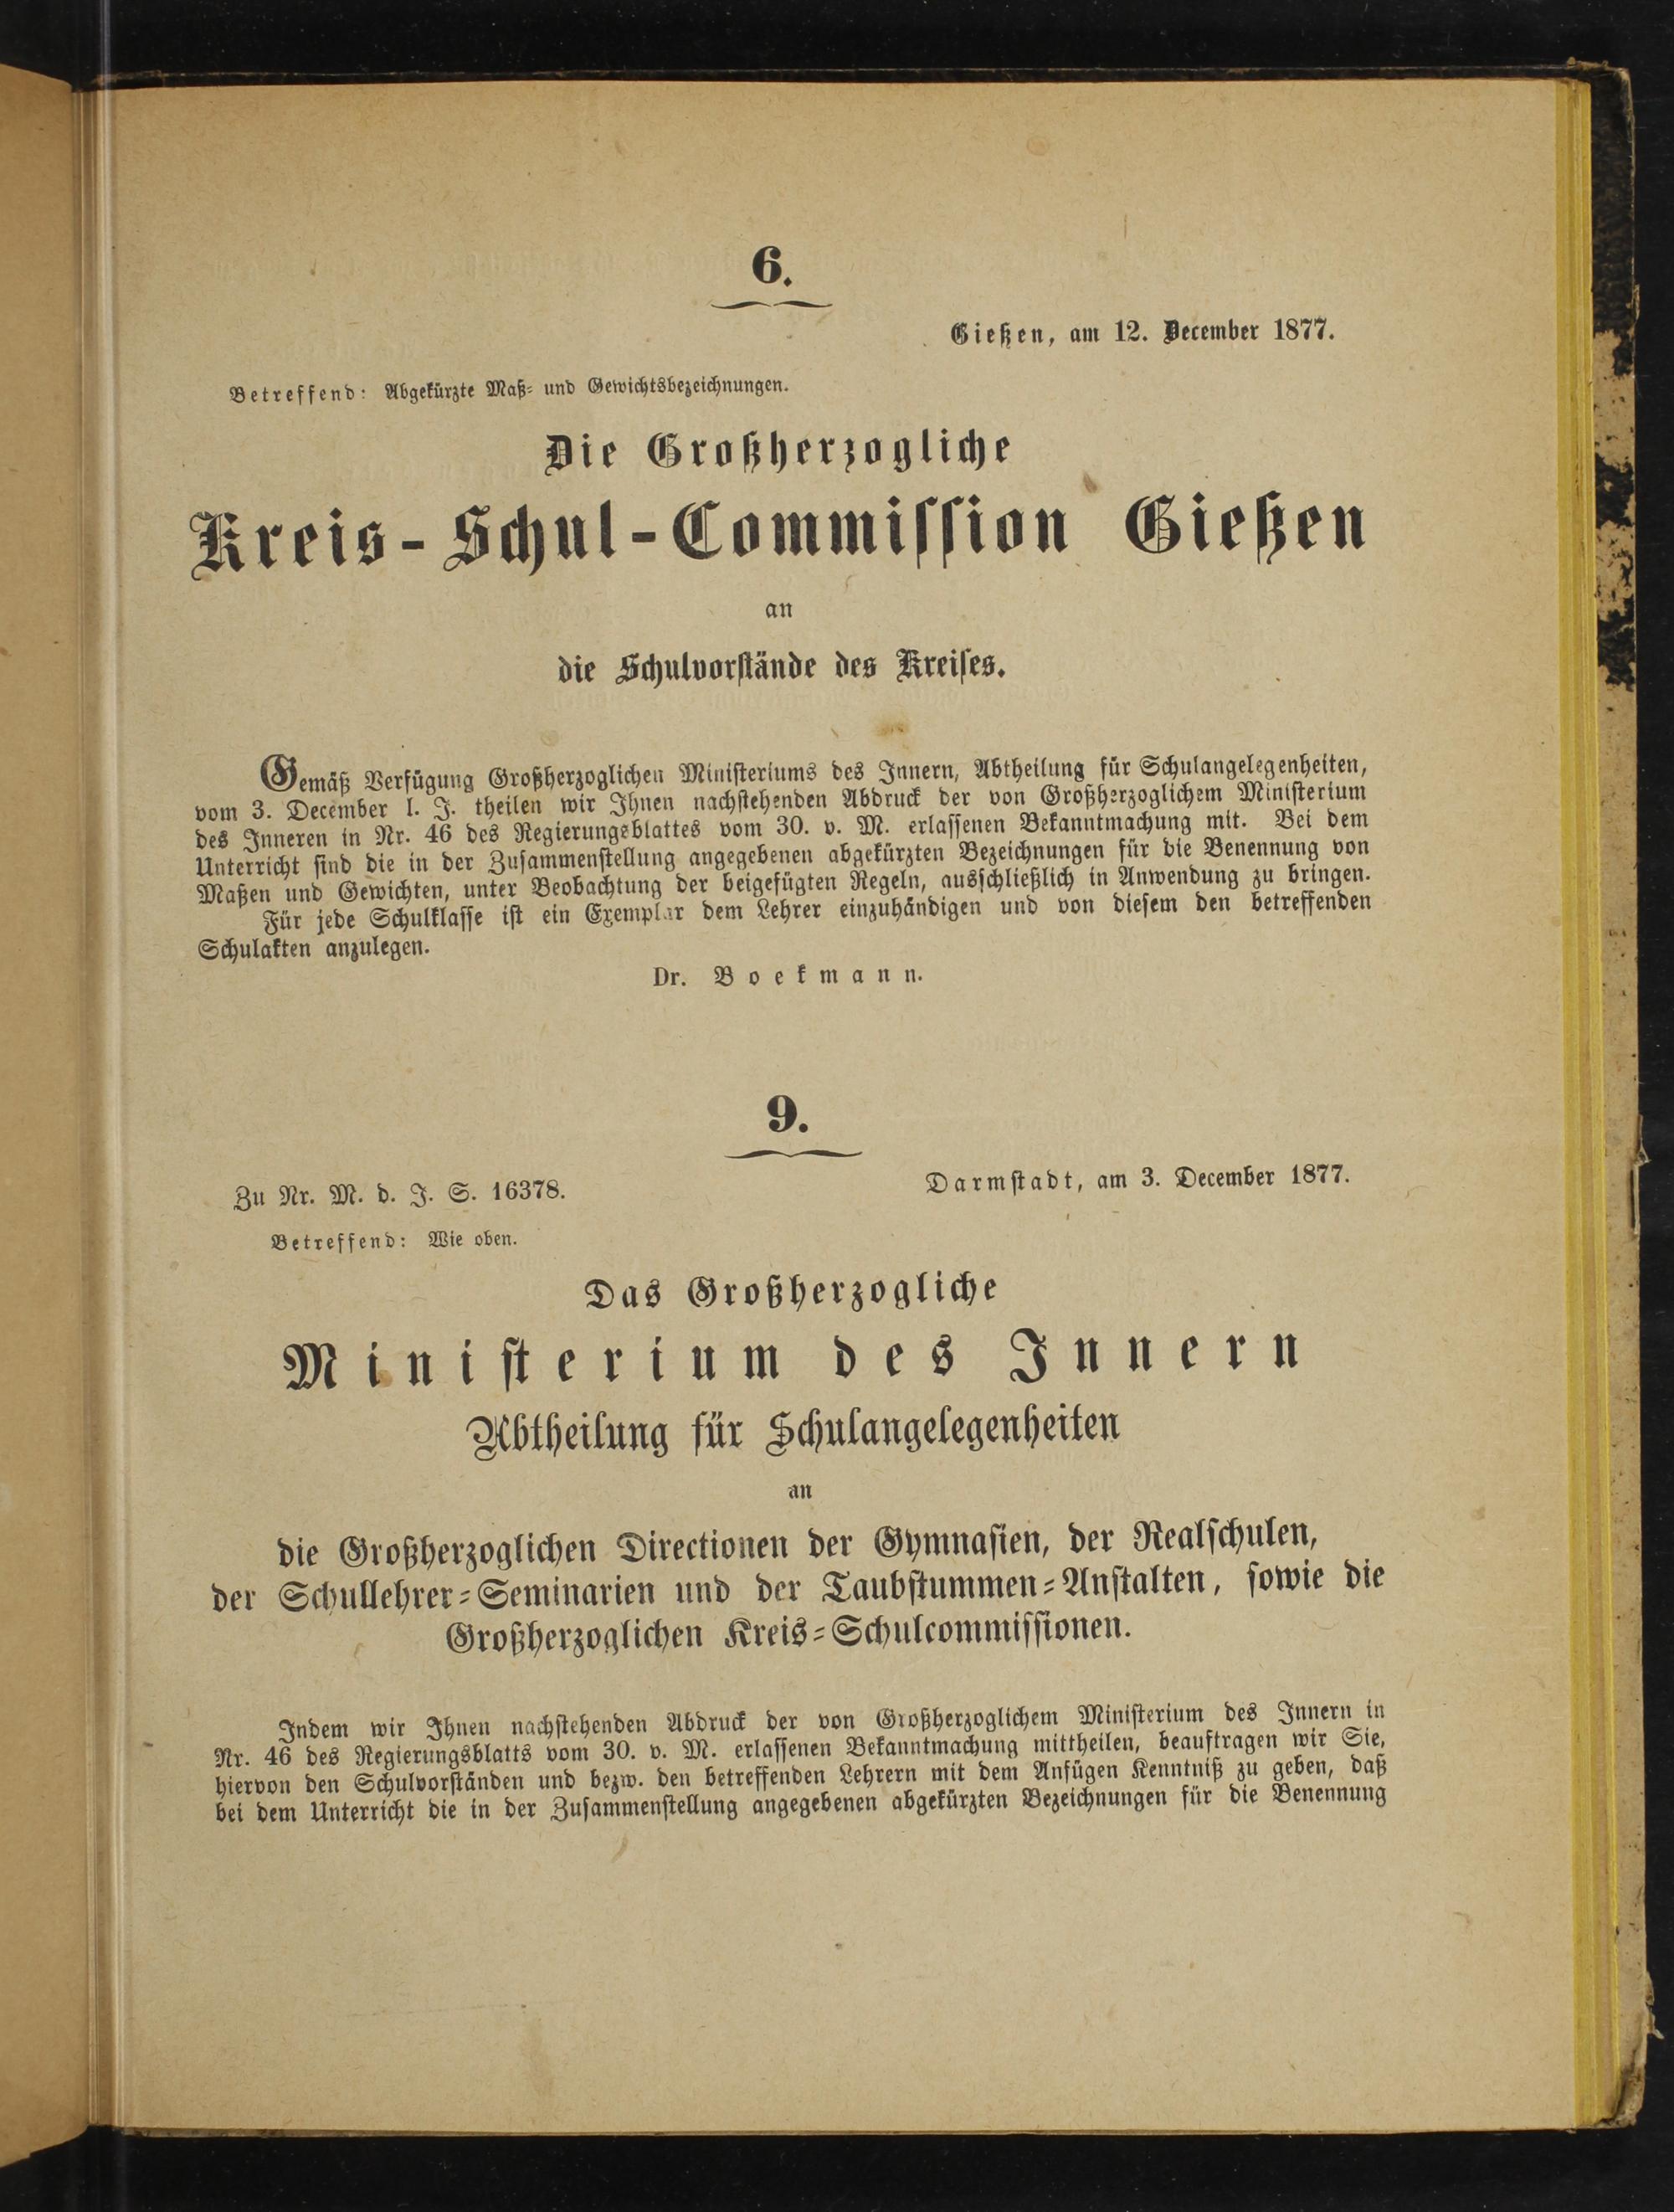 6.
Gießen, am 12. December 1877.
Betreffend: Abgekürzte Maß- und Gewichtsbezeichnungen.
Die Großherzogliche
Kreis-Schul-Commission Gießen
an
die Schulvorstände des Kreises.
Gemäß Verfügung Großherzoglichen Ministeriums des Innern, Abtheilung für Schulangelegenheiten,
vom 3. December l. J. theilen wir Ihnen nachstehenden Abdruck der von Großherzoglichem Ministerium
des Inneren in Nr. 46 des Regierungsblattes vom 30. v. M. erlassenen Bekanntmachung mit. Bei dem
Unterricht sind die in der Zusammenstellung angegebenen abgekürzten Bezeichnungen für die Benennung von
Maßen und Gewichten, unter Beobachtung der beigefügten Regeln, ausschließlich in Anwendung zu bringen.
Für jede Schulklasse ist ein Exemplar dem Lehrer einzuhändigen und von diesem den betreffenden
Schulakten anzulegen.
Dr. Boekmann.
9.
Zu Nr. M. d. J. S. 16378.
Darmstadt, am 3. December 1877.
Betreffend: Wie oben.
Das Großherzogliche
Ministerium des Innern
Abtheilung für Schulangelegenheiten
an
die Großherzoglichen Directionen der Gymnasien, der Realschulen,
der Schullehrer-Seminarien und der Taubstummen-Anstalten, sowie die
Großherzoglichen Kreis-Schulcommissionen.
Indem wir Ihnen nachstehenden Abdruck der von Großherzoglichem Ministerium des Innern in
Nr. 46 des Regierungsblatts vom 30. v. M. erlassenen Bekanntmachung mittheilen, beauftragen wir Sie,
hiervon den Schulvorständen und bezw. den betreffenden Lehrern mit dem Anfügen Kenntniß zu geben, daß
bei dem Unterricht die in der Zusammenstellung angegebenen abgekürzten Bezeichnungen für die Benennung